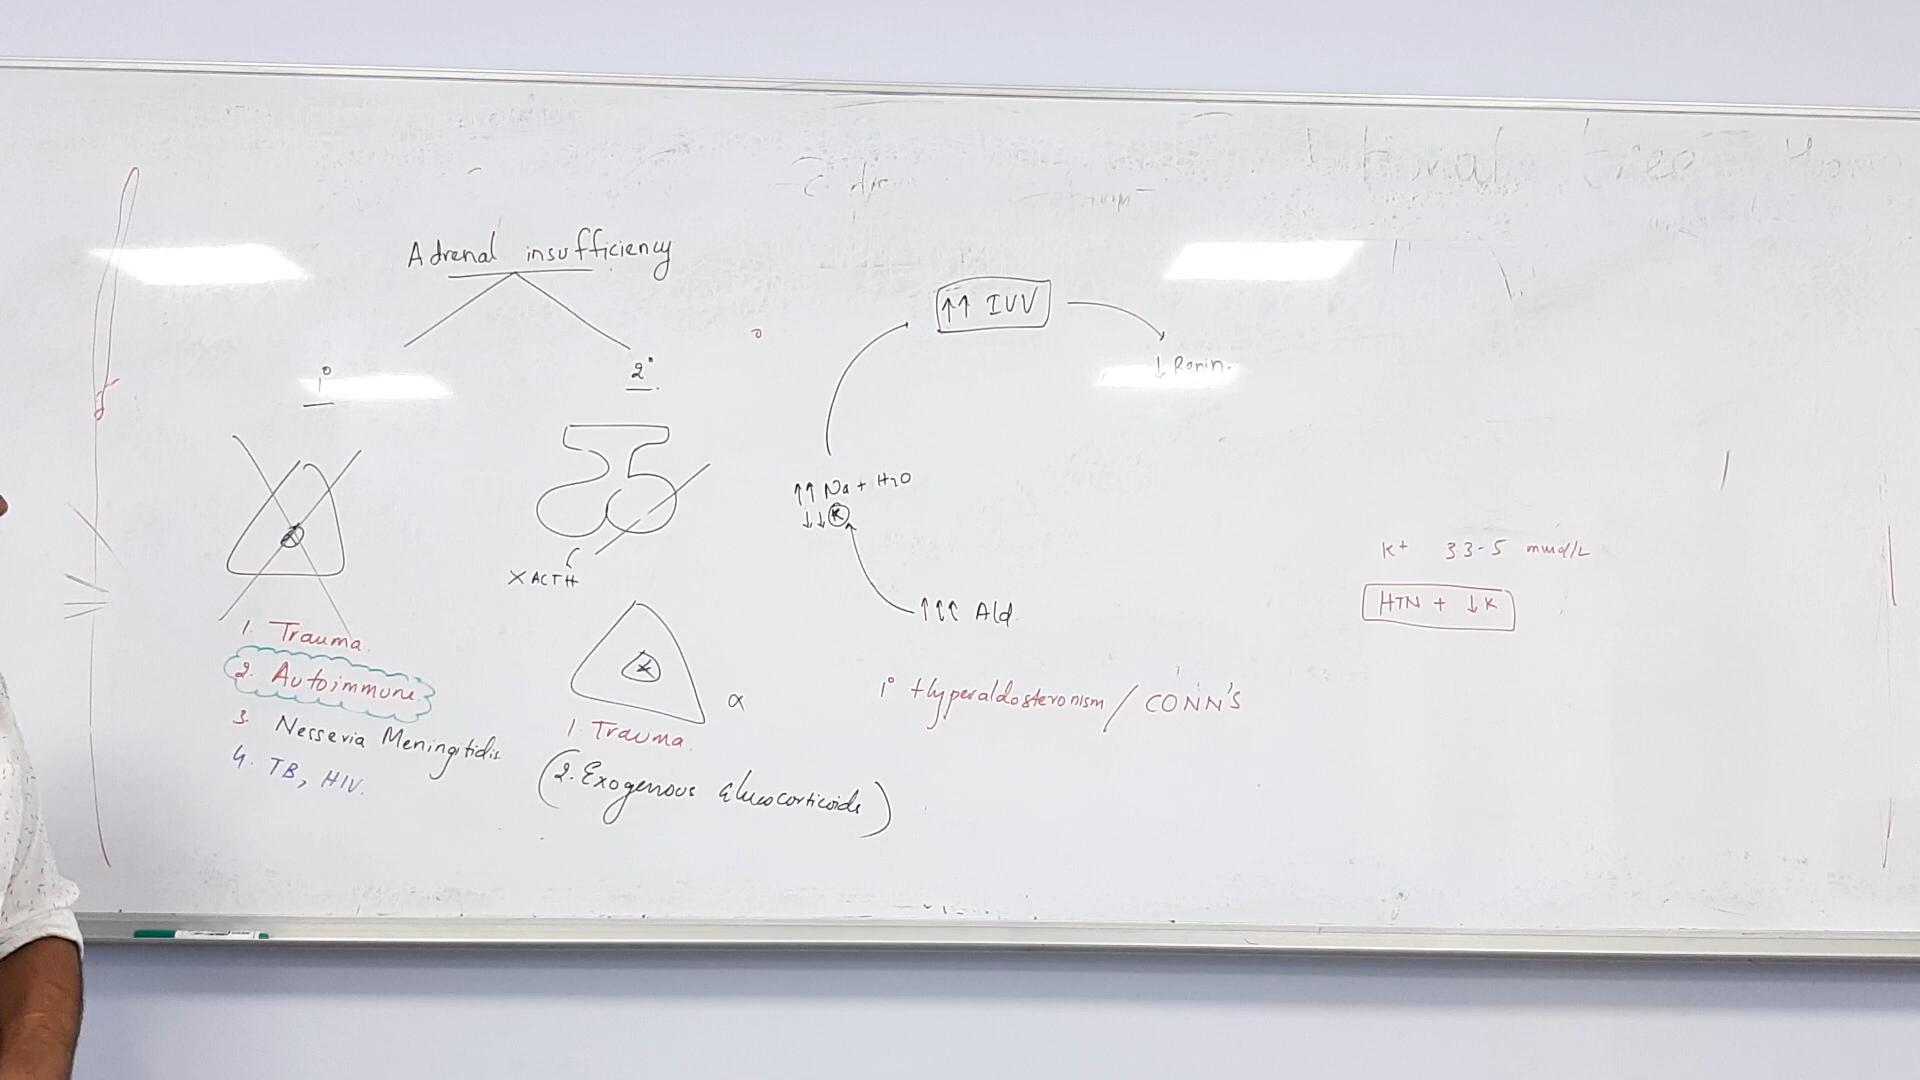 Adrenal insufficiency
1°
2°
X ACTH
1. Trauma.
2. Autoimmune.
3. Nesseria Meningitidis
4. TB, HIV.
α
1. Trauma.
(2. Exogenous Glucocorticoids)
↑↑ IVV
↓ Renin.
↑↑ Na + H2O
↓↓ K
↑↑↑ Ald.
1° Hyperaldosteronism / CONN'S
K+ 3.3-5 mmol/L
HTN + ↓K